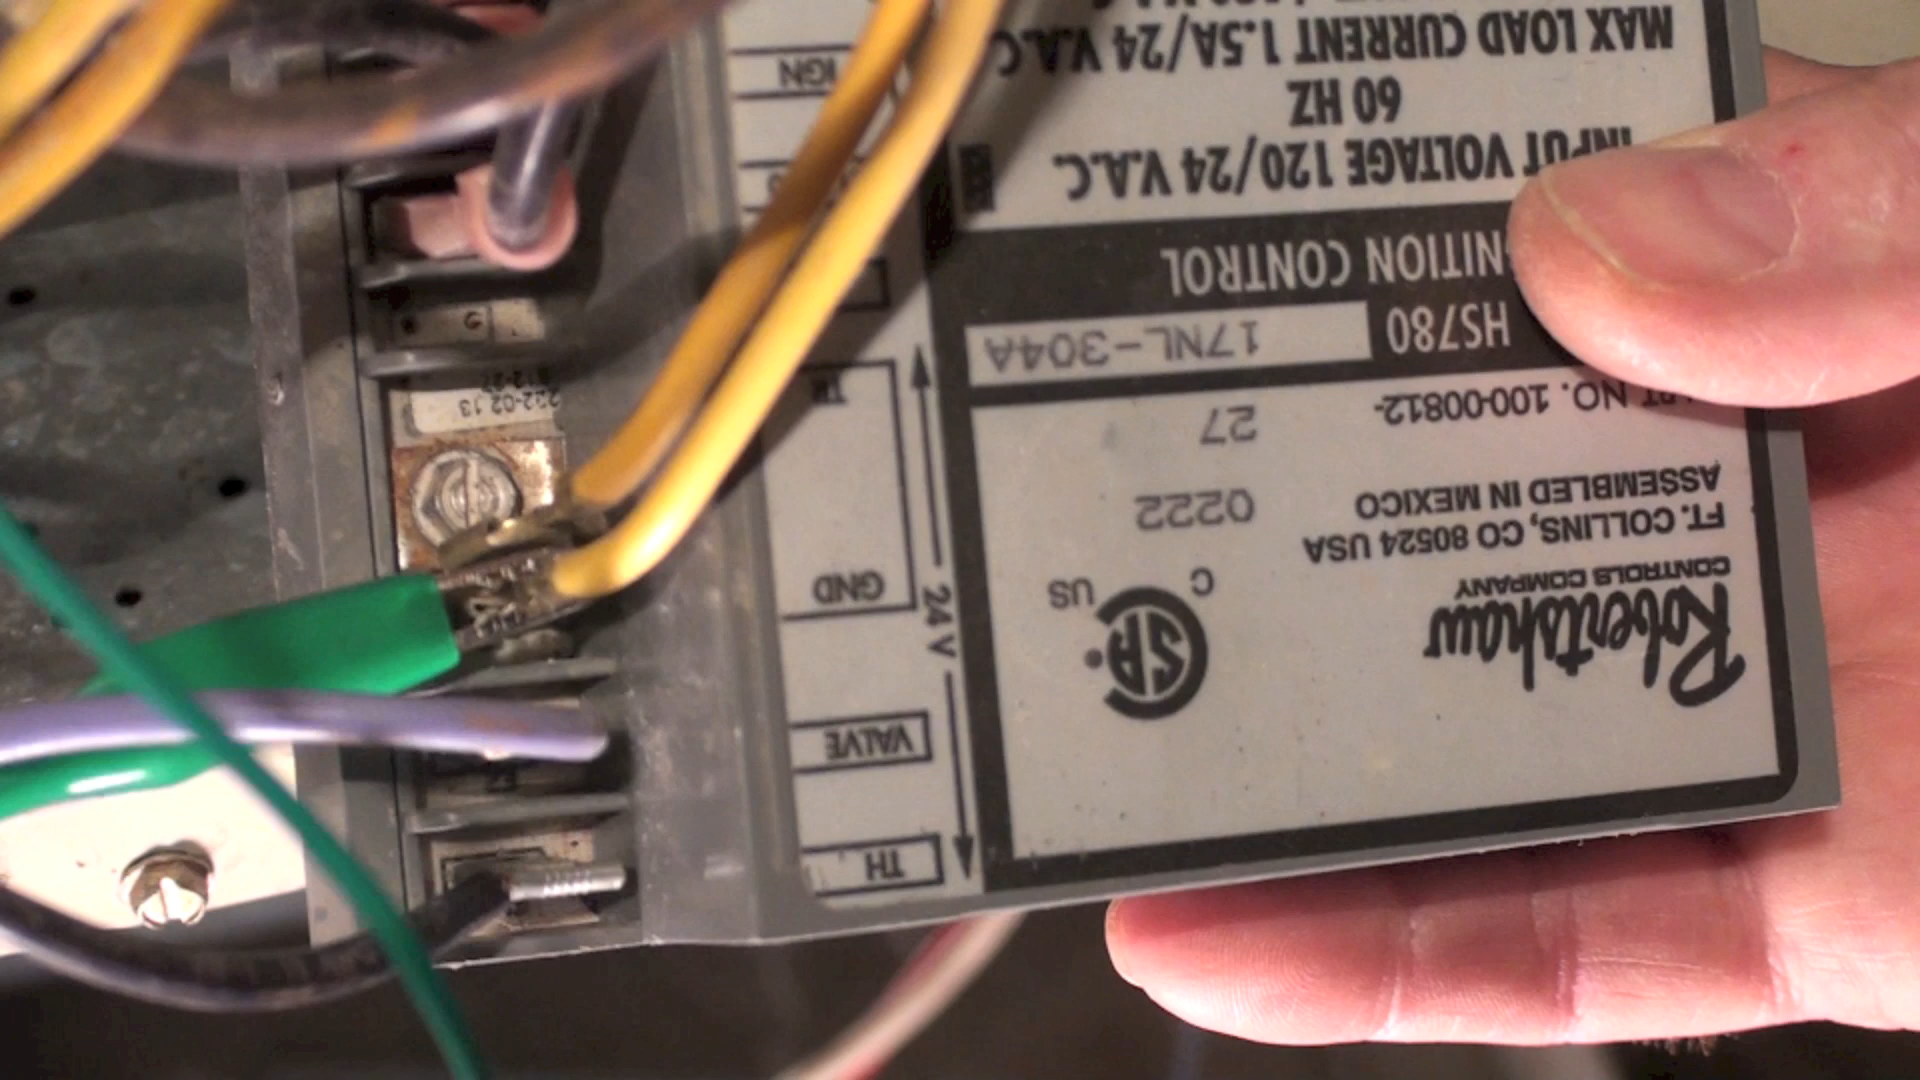 Robertshaw
CONTROLS COMPANY
FT. COLLINS, CO 80524 USA
ASSEMBLED IN MEXICO
NO. 100-00812-
27
0222
SA
C US
HS780
17NL-304A
CONTROL
INPUT VOLTAGE 120/24 V.A.C.
60 HZ
MAX LOAD CURRENT 1.5A/24 V.A.C
TH
VALVE
GND
TR
24 V
IGN
G